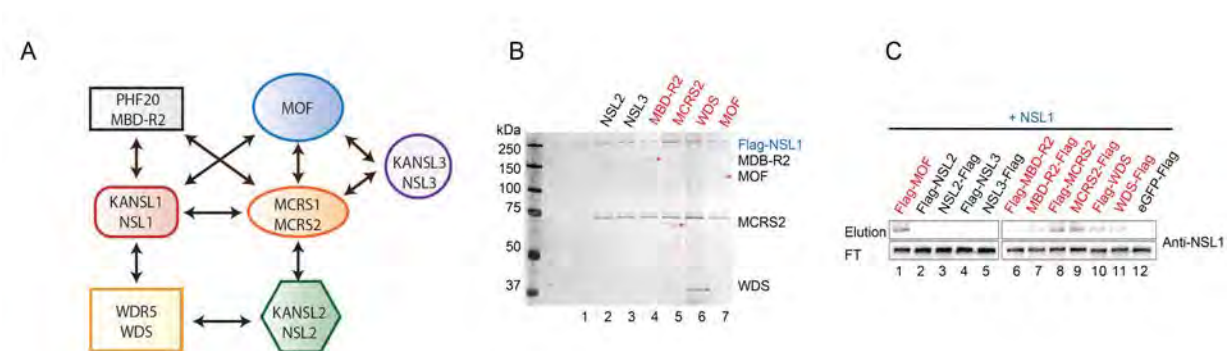 A
PHF20
MBD-R2
MOF
KANSL3
NSL3
KANSL1
NSL1
MCRS1
MCRS2
WDR5
WDS
KANSL2
NSL2
B
NSL2
NSL3
MBD-R2
MCRS2
WDS
MOF
kDa
250
150
100
75
50
37
Flag-NSL1
MDB-R2
MOF
MCRS2
WDS
1 2 3 4 5 6 7
C
+ NSL1
Flag-MOF
Flag-NSL2
NSL2-Flag
Flag-NSL3
NSL3-Flag
Flag-MBD-R2
MBD-R2-Flag
Flag-MCRS2
MCRS2-Flag
Flag-WDS
WDS-Flag
eGFP-Flag
Elution
FT
Anti-NSL1
1 2 3 4 5 6 7 8 9 10 11 12